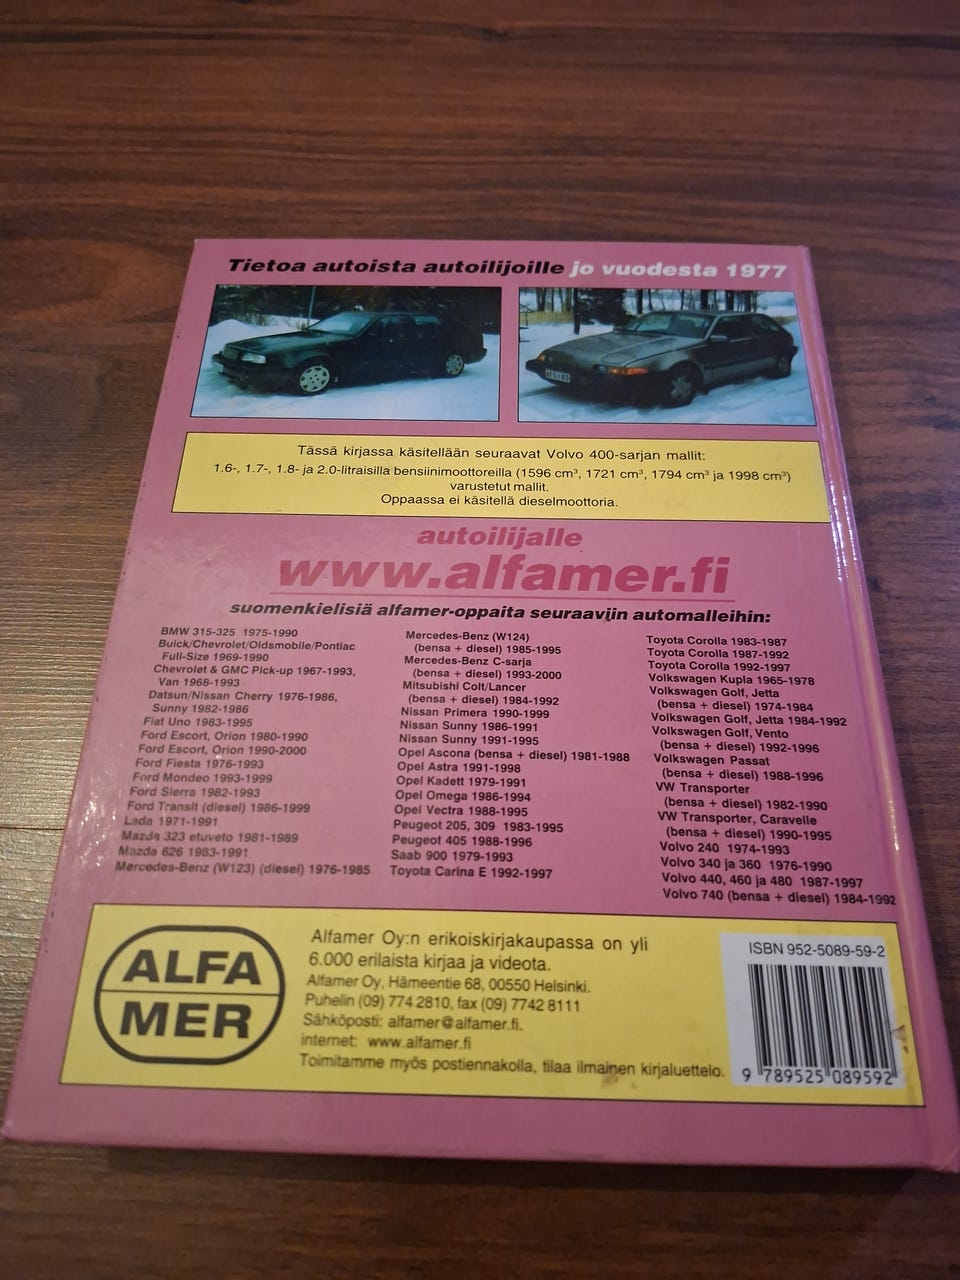 Tietoa autoista autoilijoille jo vuodesta 1977
Tässä kirjassa käsitellään seuraavat Volvo 400-sarjan mallit:
1.6-, 1.7-, 1.8- ja 2.0-litraisilla bensiinimoottoreilla (1596 cm³, 1721 cm³, 1794 cm³ ja 1998 cm³)
varustetut mallit.
Oppaassa ei käsitellä dieselmoottoria.
autoilijalle
www.alfamer.fi
suomenkielisiä alfamer-oppaita seuraaviin automalleihin:
BMW 315-325 1975-1990
Buick/Chevrolet/Oldsmobile/Pontiac
Full-Size 1969-1990
Chevrolet & GMC Pick-up 1967-1993,
Van 1968-1993
Datsun/Nissan Cherry 1976-1986,
Sunny 1982-1986
Fiat Uno 1983-1995
Ford Escort, Orion 1980-1990
Ford Escort, Orion 1990-2000
Ford Fiesta 1976-1993
Ford Mondeo 1993-1999
Ford Sierra 1982-1993
Ford Transit (diesel) 1986-1999
Lada 1971-1991
Mazda 323 etuveto 1981-1989
Mazda 626 1983-1991
Mercedes-Benz (W123) (diesel) 1976-1985
Mercedes-Benz (W124)
(bensa + diesel) 1985-1995
Mercedes-Benz C-sarja
(bensa + diesel) 1993-2000
Mitsubishi Colt/Lancer
(bensa + diesel) 1984-1992
Nissan Primera 1990-1999
Nissan Sunny 1986-1991
Nissan Sunny 1991-1995
Opel Ascona (bensa + diesel) 1981-1988
Opel Astra 1991-1998
Opel Kadett 1979-1991
Opel Omega 1986-1994
Opel Vectra 1988-1995
Peugeot 205, 309 1983-1995
Peugeot 405 1988-1996
Saab 900 1979-1993
Toyota Carina E 1992-1997
Toyota Corolla 1983-1987
Toyota Corolla 1987-1992
Toyota Corolla 1992-1997
Volkswagen Kupla 1965-1978
Volkswagen Golf, Jetta
(bensa + diesel) 1974-1984
Volkswagen Golf, Jetta 1984-1992
Volkswagen Golf, Vento
(bensa + diesel) 1992-1996
Volkswagen Passat
(bensa + diesel) 1988-1996
VW Transporter
(bensa + diesel) 1982-1990
VW Transporter, Caravelle
(bensa + diesel) 1990-1995
Volvo 240 1974-1993
Volvo 340 ja 360 1976-1990
Volvo 440, 460 ja 480 1987-1997
Volvo 740 (bensa + diesel) 1984-1992
ALFA
MER
Alfamer Oy:n erikoiskirjakaupassa on yli
6.000 erilaista kirjaa ja videota.
Alfamer Oy, Hämeentie 68, 00550 Helsinki.
Puhelin (09) 774 2810, fax (09) 7742 8111
Sähköposti: alfamer@alfamer.fi.
internet: www.alfamer.fi
Toimitamme myös postiennakolla, tilaa ilmainen kirjaluettelo.
ISBN 952-5089-59-2
9 789525 089592